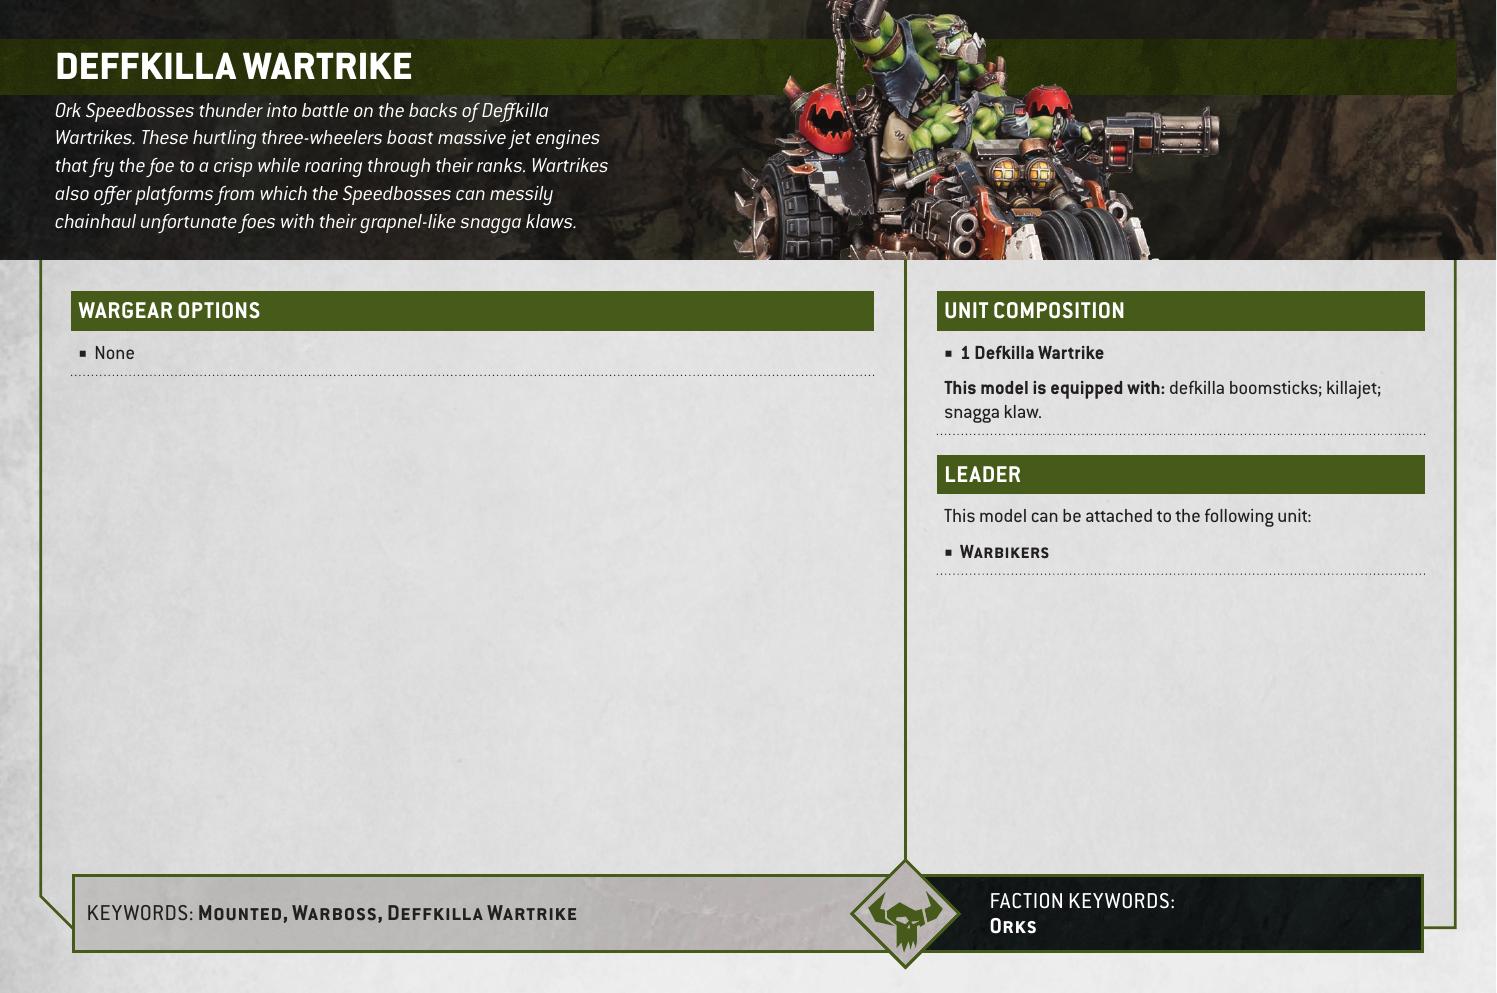 DEFFKILLA WARTRIKE
Ork Speedbosses thunder into battle on the backs of Deffkilla
Wartrikes. These hurtling three-wheelers boast massive jet engines
that fry the foe to a crisp while roaring through their ranks. Wartrikes
also offer platforms from which the Speedbosses can messily
chainhaul unfortunate foes with their grapnel-like snagga klaws.
WARGEAR OPTIONS
■ None
UNIT COMPOSITION
■ 1 Defkilla Wartrike
This model is equipped with: defkilla boomsticks; killajet;
snagga klaw.
LEADER
This model can be attached to the following unit:
■ WARBIKERS
KEYWORDS: MOUNTED, WARBOSS, DEFFKILLA WARTRIKE
FACTION KEYWORDS:
ORKS